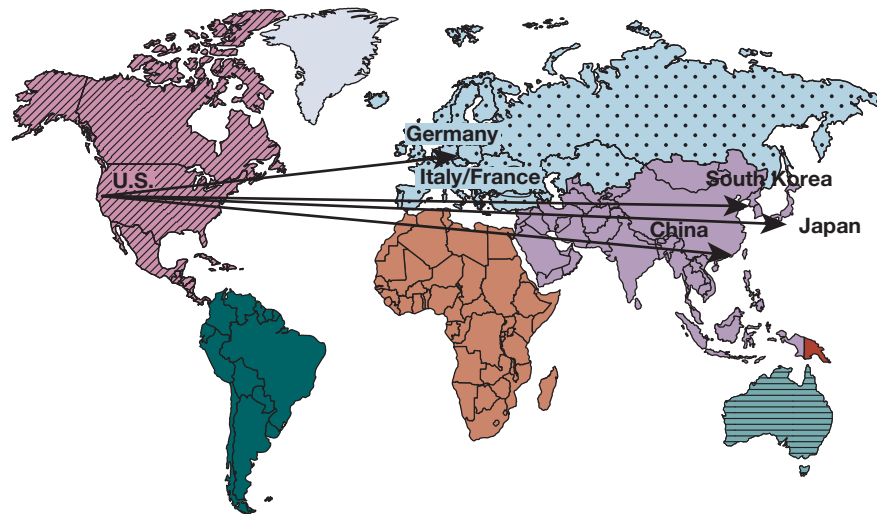 Germany
U.S.
Italy/France
South Korea
Japan
China